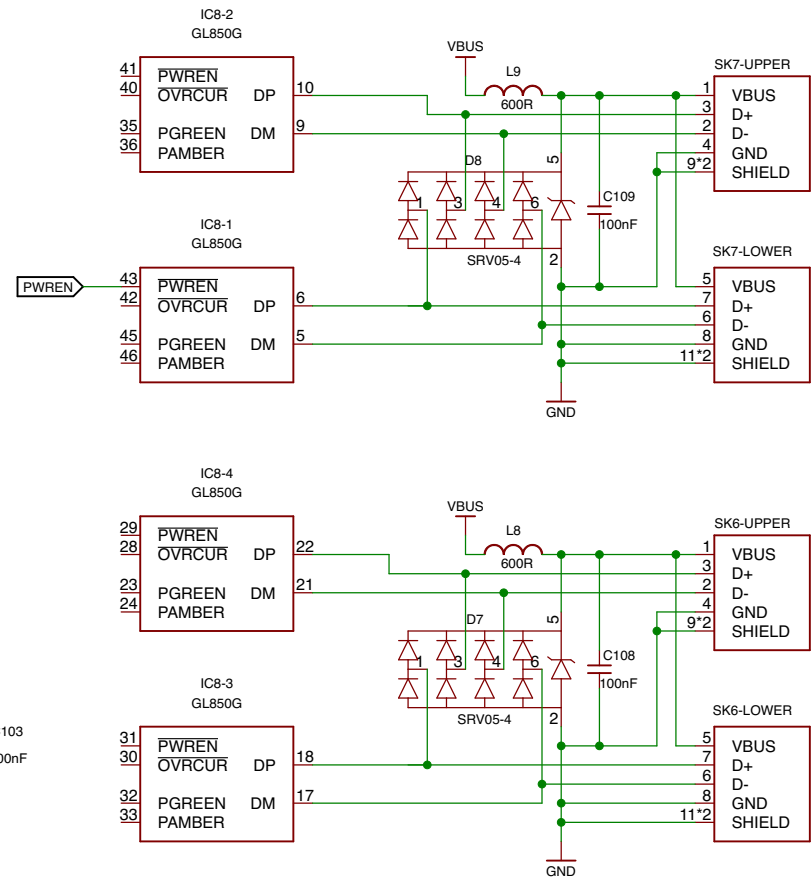 IC8-2
GL850G
41 PWREN
40 OVRCUR DP 10
35 PGREEN DM 9
36 PAMBER
VBUS
L9
600R
D8
5
1 3 4 6
SRV05-4
2
C109
100nF
SK7-UPPER
1 VBUS
3 D+
2 D-
4 GND
9*2 SHIELD
IC8-1
GL850G
PWREN
43 PWREN
42 OVRCUR DP 6
45 PGREEN DM 5
46 PAMBER
SK7-LOWER
5 VBUS
7 D+
6 D-
8 GND
11*2 SHIELD
GND
IC8-4
GL850G
29 PWREN
28 OVRCUR DP 22
23 PGREEN DM 21
24 PAMBER
VBUS
L8
600R
D7
5
1 3 4 6
SRV05-4
2
C108
100nF
SK6-UPPER
1 VBUS
3 D+
2 D-
4 GND
9*2 SHIELD
103
00nF
IC8-3
GL850G
31 PWREN
30 OVRCUR DP 18
32 PGREEN DM 17
33 PAMBER
SK6-LOWER
5 VBUS
7 D+
6 D-
8 GND
11*2 SHIELD
GND